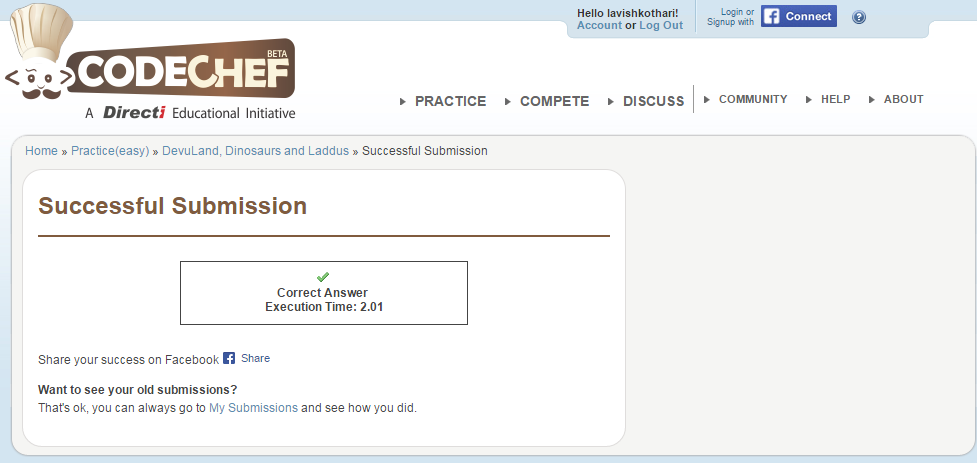 Hello lavishkothari!
Account or Log Out
Login or
Signup with
Connect
?
CODECHEF
BETA
A Directi Educational Initiative
PRACTICE
COMPETE
DISCUSS
COMMUNITY
HELP
ABOUT
Home » Practice(easy) » DevuLand, Dinosaurs and Laddus » Successful Submission
Successful Submission
Correct Answer
Execution Time: 2.01
Share your success on Facebook f Share
Want to see your old submissions?
That's ok, you can always go to My Submissions and see how you did.